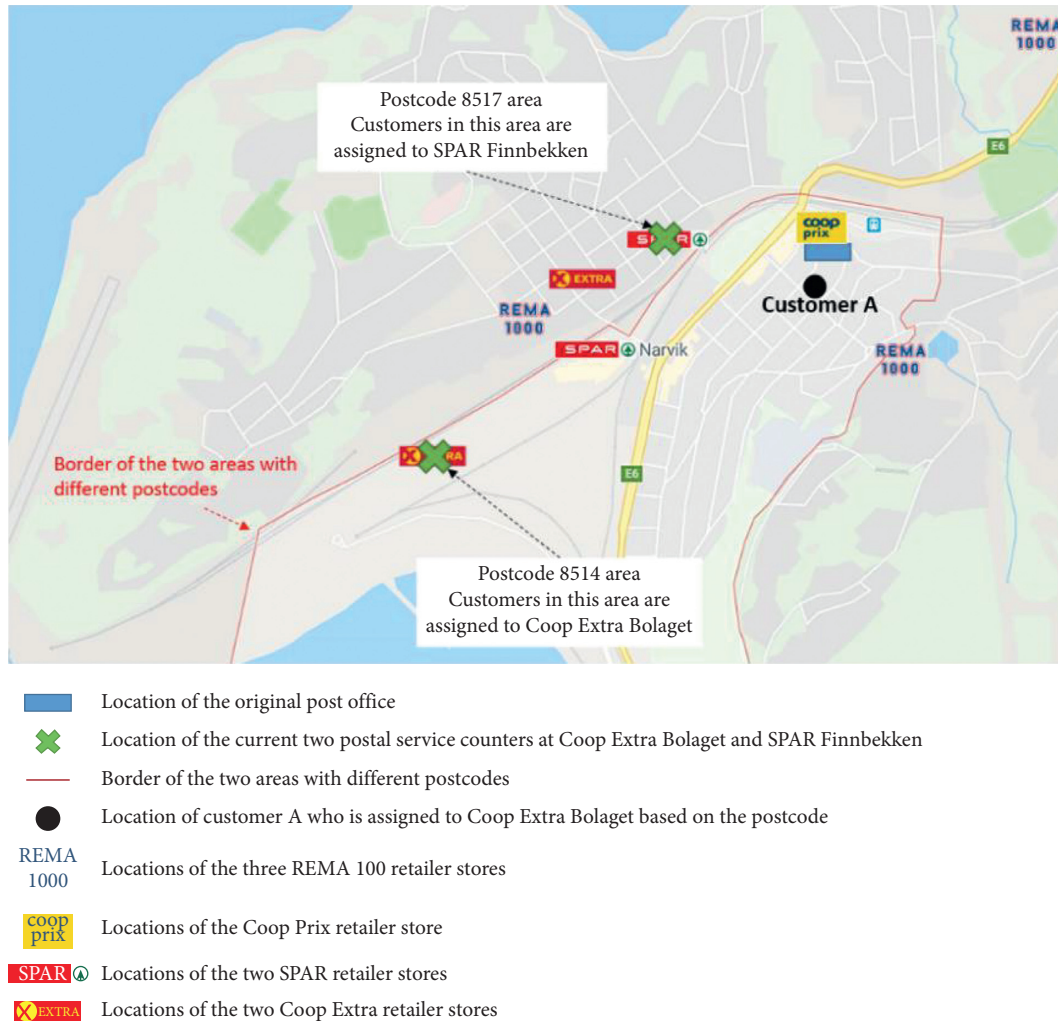 REMA
1000
Postcode 8517 area
Customers in this area are
assigned to SPAR Finnbekken
E6
coop
prix
SPAR
EXTRA
Customer A
REMA
1000
SPAR Narvik
REMA
1000
EXTRA
Border of the two areas with
different postcodes
E6
Postcode 8514 area
Customers in this area are
assigned to Coop Extra Bolaget
Location of the original post office
Location of the current two postal service counters at Coop Extra Bolaget and SPAR Finnbekken
Border of the two areas with different postcodes
Location of customer A who is assigned to Coop Extra Bolaget based on the postcode
REMA
1000
Locations of the three REMA 100 retailer stores
coop
prix
Locations of the Coop Prix retailer store
SPAR Locations of the two SPAR retailer stores
EXTRA Locations of the two Coop Extra retailer stores